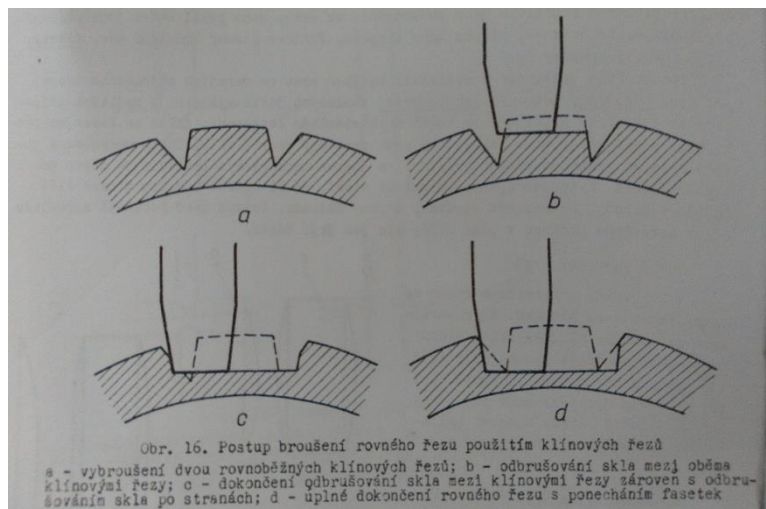 a
b
c
d
Obr. 16. Postup broušení rovného řezu použitím klínových řezů
a - vybroušení dvou rovnoběžných klínových řezů; b - odbrušování skla mezi oběma
klínovými řezy; c - dokončení odbrušování skla mezi klínovými řezy zároven s odbru-
šováním skla po stranách; d - úplné dokončení rovného řezu s ponecháním fasetek